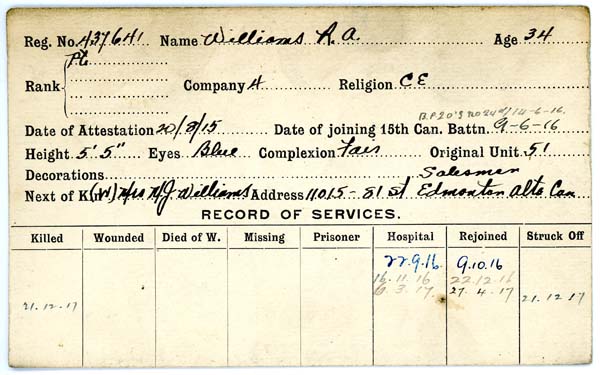 Reg. No. 437641 Name Williams R.A. Age 34
Pte
Rank Company 4 Religion C E
B.P. 20's No 249/14-6-16.
Date of Attestation 20/8/15 Date of joining 15th Can. Battn. 9-6-16
Height 5'5" Eyes Blue Complexion Fair Original Unit 51
Decorations Salesman
Next of Kin (W) Mrs N J Williams Address 11015-81 St Edmonton Alta Can
RECORD OF SERVICES.
Killed Wounded Died of W. Missing Prisoner Hospital Rejoined Struck Off
22.9.16 9.10.16
16.11.16 22.12.16
3.17. 27.4.17
21.12.17 21.12.17